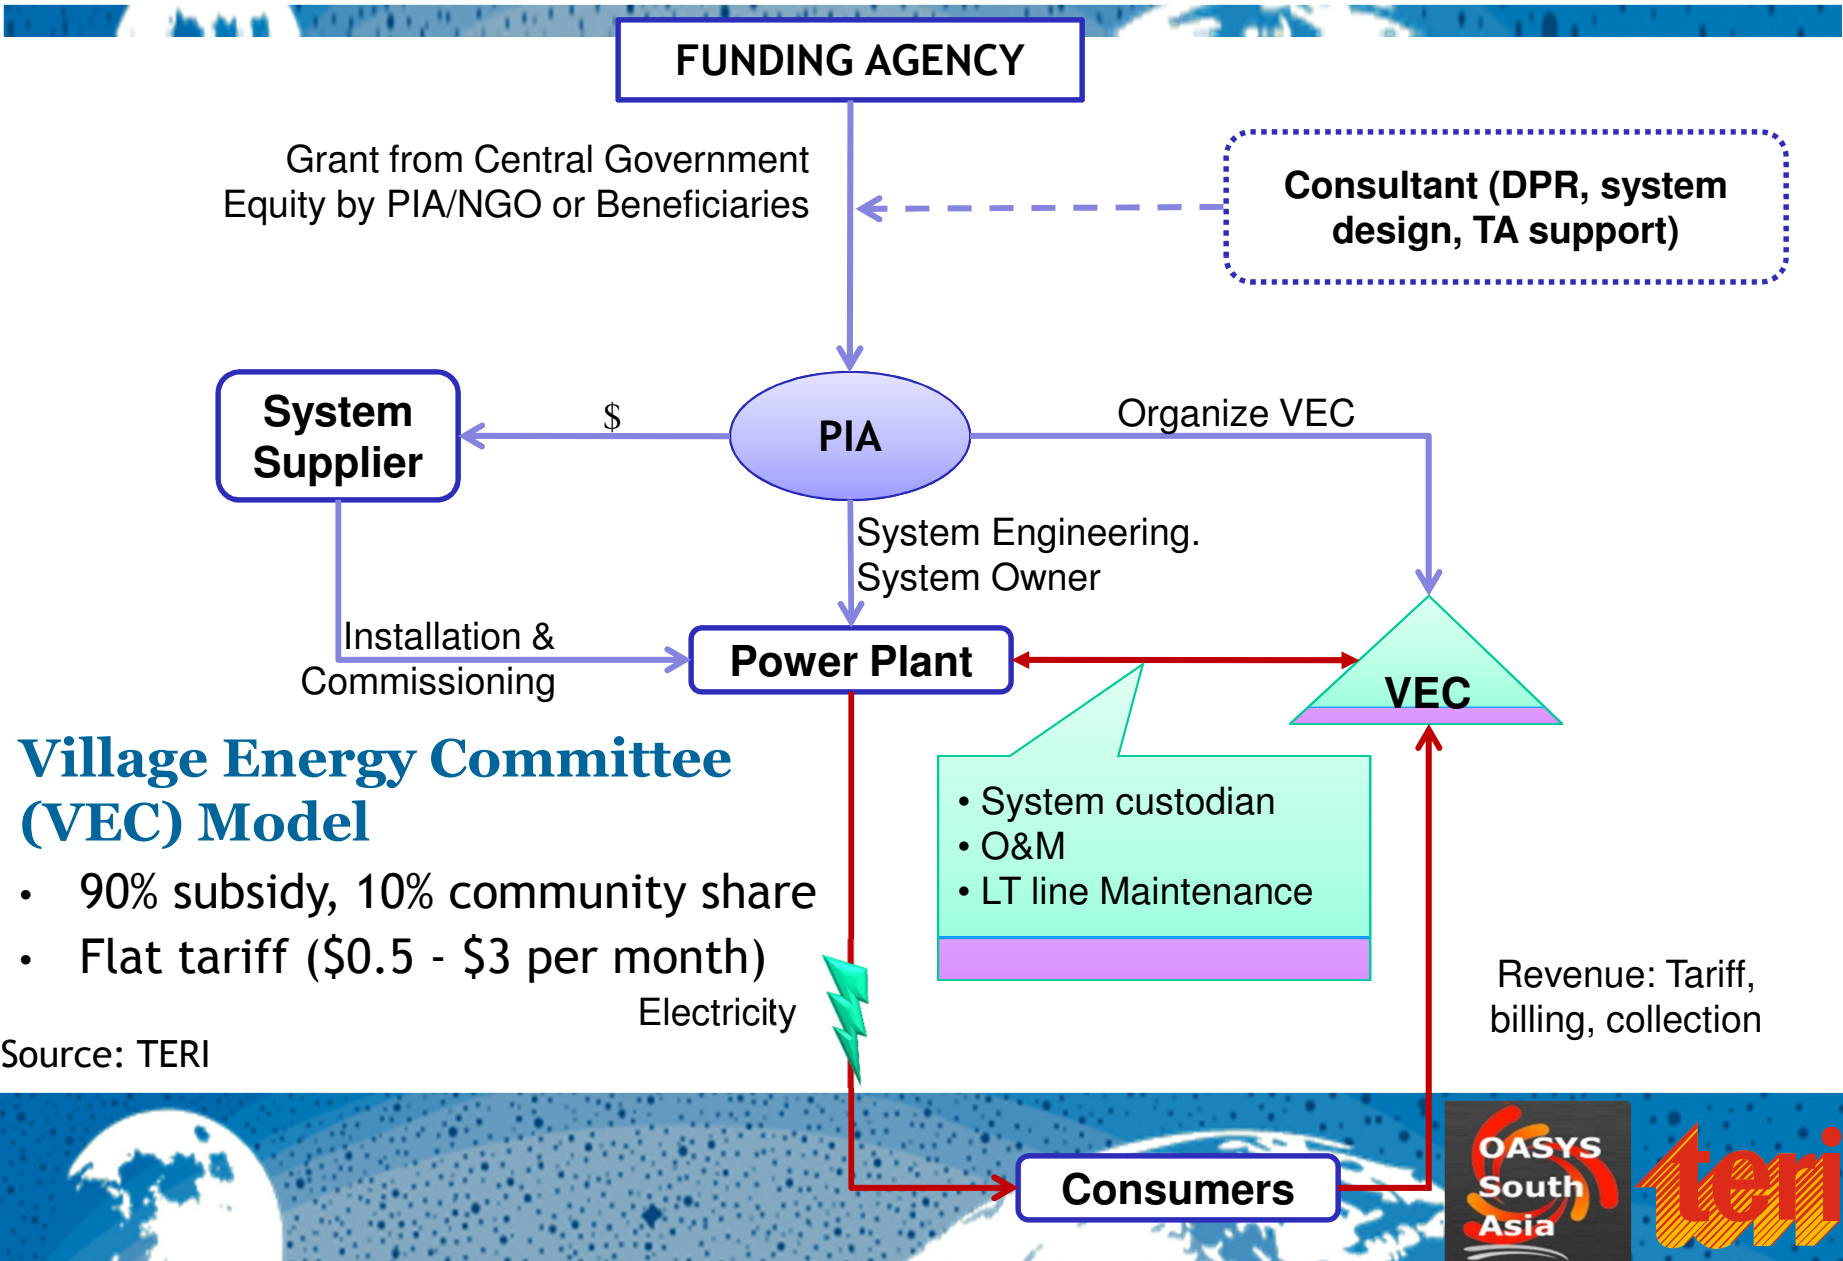 FUNDING AGENCY
Grant from Central Government
Equity by PIA/NGO or Beneficiaries
Consultant (DPR, system
design, TA support)
System
Supplier
$
PIA
Organize VEC
System Engineering.
System Owner
Installation &
Commissioning
Power Plant
VEC
Village Energy Committee
(VEC) Model
• 90% subsidy, 10% community share
• Flat tariff ($0.5 - $3 per month)
• System custodian
• O&M
• LT line Maintenance
Electricity
Revenue: Tariff,
billing, collection
Source: TERI
Consumers
OASYS
South
Asia
teri